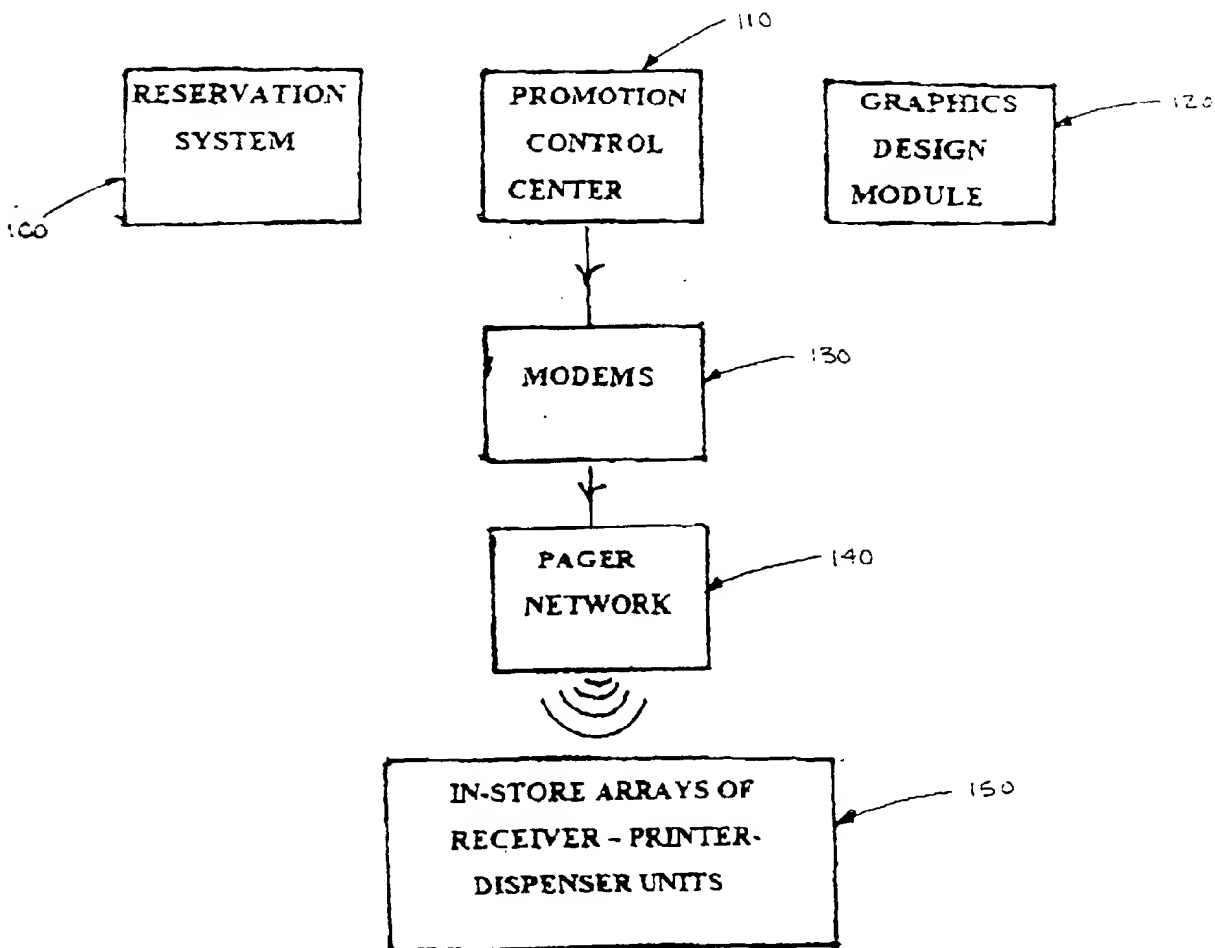 110
RESERVATION
SYSTEM
100
PROMOTION
CONTROL
CENTER
GRAPHICS
DESIGN
MODULE
120
MODEMS
130
PAGER
NETWORK
140
IN-STORE ARRAYS OF
RECEIVER - PRINTER-
DISPENSER UNITS
150